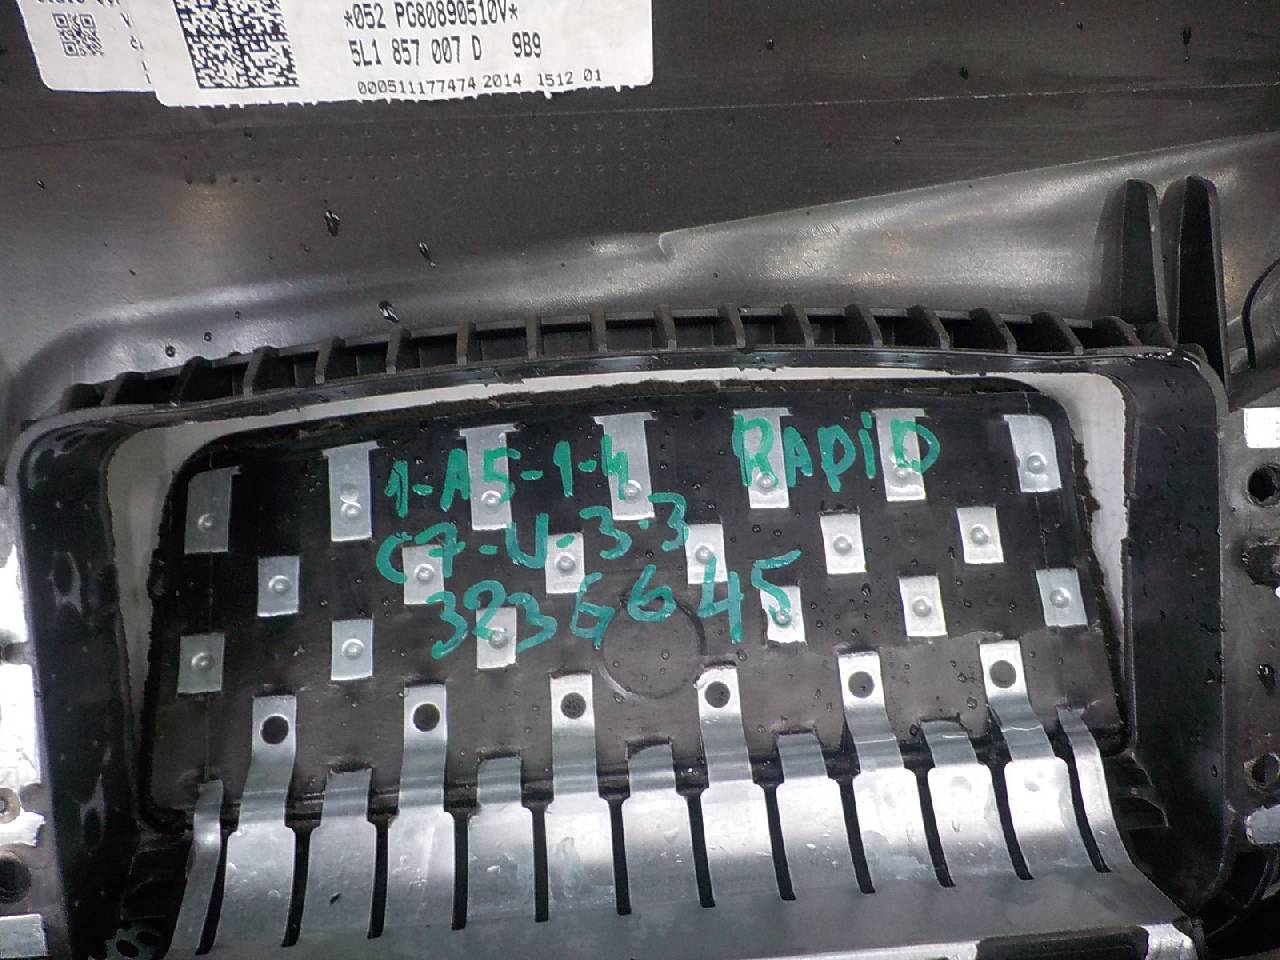 *052 PG80890510V*
5L1 857 007 D 9B9
000511177474 2014 1512 01
1-A5-1-4 RAPiD
C7-U-3.3
3236645